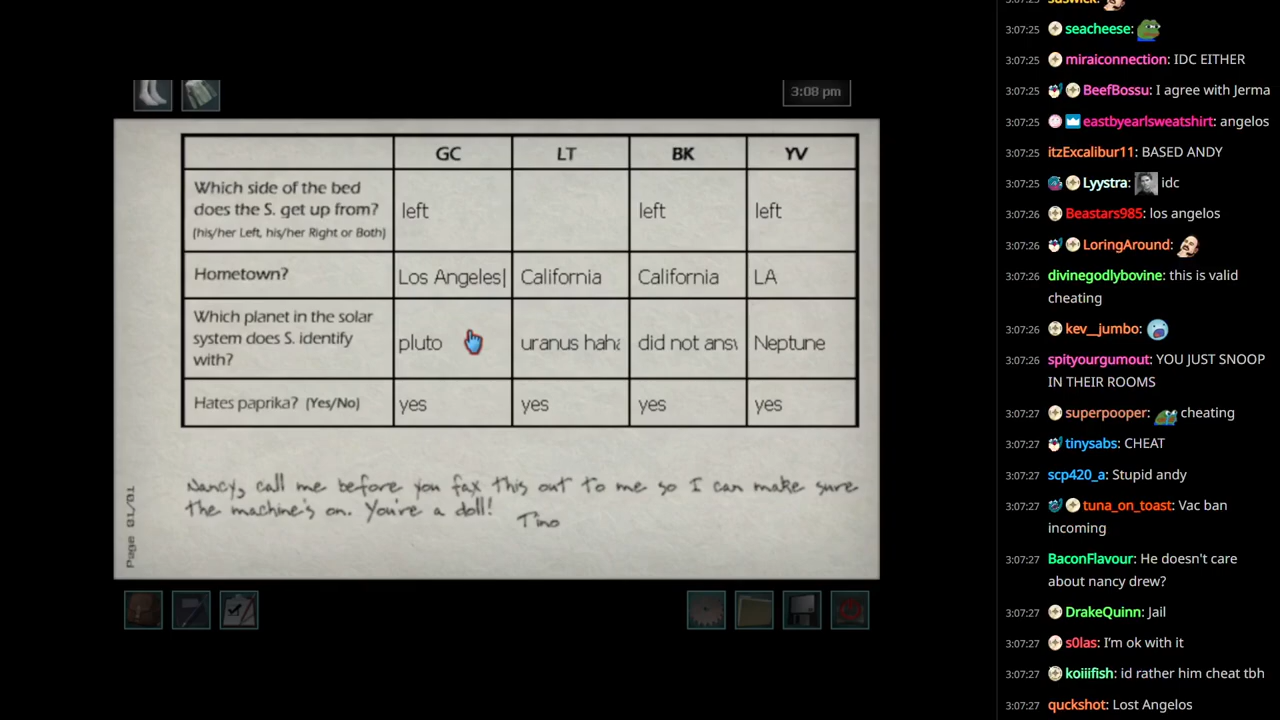 3:07:25 seacheese:
3:07:25 miraiconnection: IDC EITHER
3:07:25 BeefBossu: I agree with Jerma
3:07:25 eastbyearlsweatshirt: angelos
3:07:25 itzExcalibur11: BASED ANDY
3:07:25 Lyystra: idc
3:07:26 Beastars985: los angelos
3:07:26 LoringAround:
3:07:26 divinegodlybovine: this is valid
cheating
3:07:26 kev__jumbo:
3:07:26 spityourgumout: YOU JUST SNOOP
IN THEIR ROOMS
3:07:27 superpooper: cheating
3:07:27 tinysabs: CHEAT
3:07:27 scp420_a: Stupid andy
3:07:27 tuna_on_toast: Vac ban
incoming
3:07:27 BaconFlavour: He doesn't care
about nancy drew?
3:07:27 DrakeQuinn: Jail
3:07:27 s0las: I'm ok with it
3:07:27 koiiifish: id rather him cheat tbh
3:07:27 quckshot: Lost Angelos
3:08 pm
GC LT BK YV
Which side of the bed
does the S. get up from?
(his/her Left, his/her Right or Both)
left left left
Hometown?
Los Angeles California California LA
Which planet in the solar
system does S. identify
with?
pluto uranus haha did not ansv Neptune
Hates paprika? (Yes/No) yes yes yes yes
Nancy, call me before you fax this out to me so I can make sure
the machine's on. You're a doll!
Tino
Page 01/01